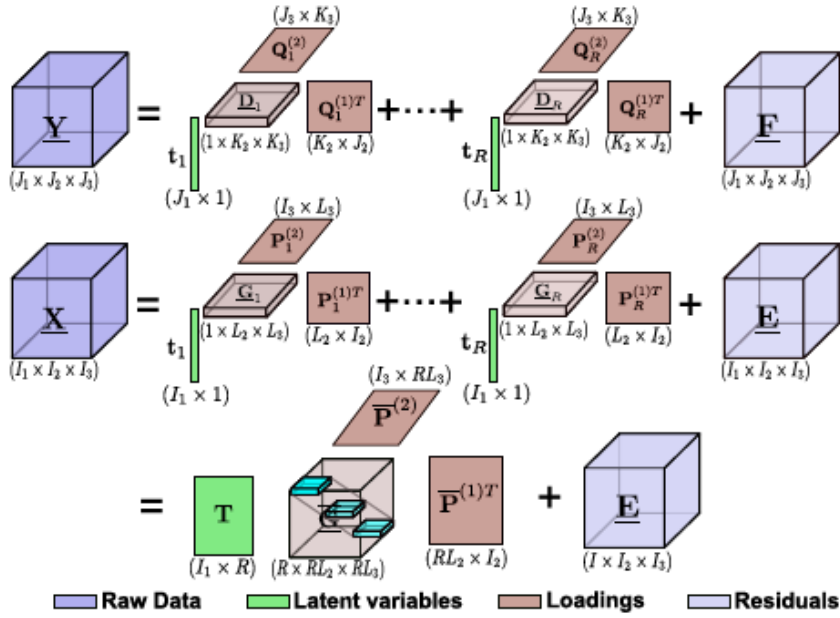 (J₃ × K₃) (J₃ × K₃)
Q₁⁽²⁾ Q_R⁽²⁾
Y = D₁ Q₁⁽¹⁾ᵀ +···+ D_R Q_R⁽¹⁾ᵀ + F
t₁ (1 × K₂ × K₃) (K₂ × J₂) t_R (1 × K₂ × K₃) (K₂ × J₂)
(J₁ × J₂ × J₃) (J₁ × 1) (J₁ × 1) (J₁ × J₂ × J₃)
(I₃ × L₃) (I₃ × L₃)
P₁⁽²⁾ P_R⁽²⁾
X = G₁ P₁⁽¹⁾ᵀ +···+ G_R P_R⁽¹⁾ᵀ + E
t₁ (1 × L₂ × L₃) (L₂ × I₂) t_R (1 × L₂ × L₃) (L₂ × I₂)
(I₁ × I₂ × I₃) (I₁ × 1) (I₁ × 1) (I₁ × I₂ × I₃)
(I₃ × RL₃)
P̅⁽²⁾
= T G P̅⁽¹⁾ᵀ + E
(I₁ × R) (R × RL₂ × RL₃) (RL₂ × I₂) (I × I₂ × I₃)
Raw Data Latent variables Loadings Residuals